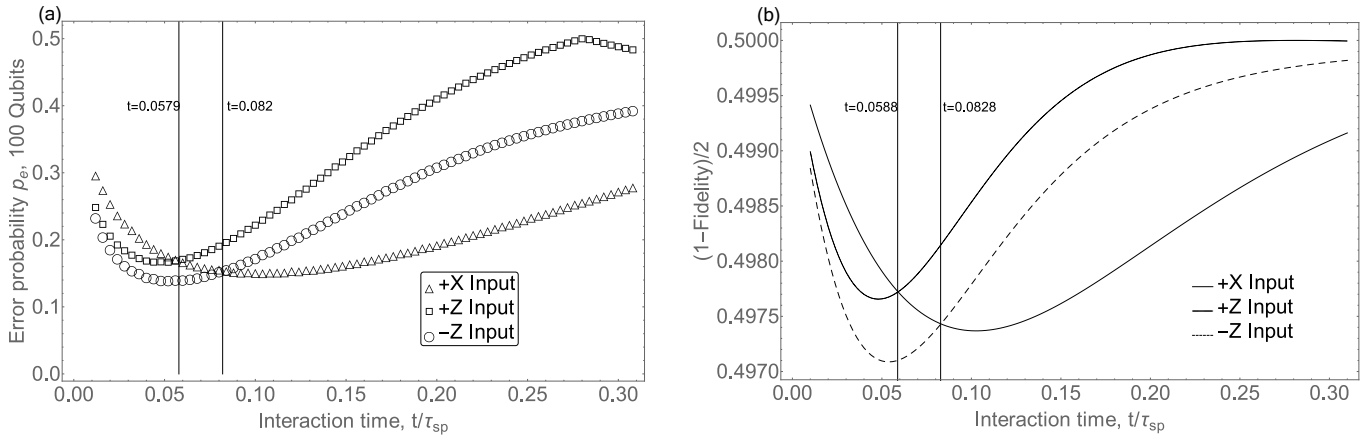 (a)
Error probability pe, 100 Qubits
0.5
0.4
0.3
0.2
0.1
0.0
t=0.0579
t=0.082
+X Input
+Z Input
−Z Input
0.00 0.05 0.10 0.15 0.20 0.25 0.30
Interaction time, t/τsp
(b)
(1−Fidelity)/2
0.5000
0.4995
0.4990
0.4985
0.4980
0.4975
0.4970
t=0.0588
t=0.0828
+X Input
+Z Input
−Z Input
0.00 0.05 0.10 0.15 0.20 0.25 0.30
Interaction time, t/τsp